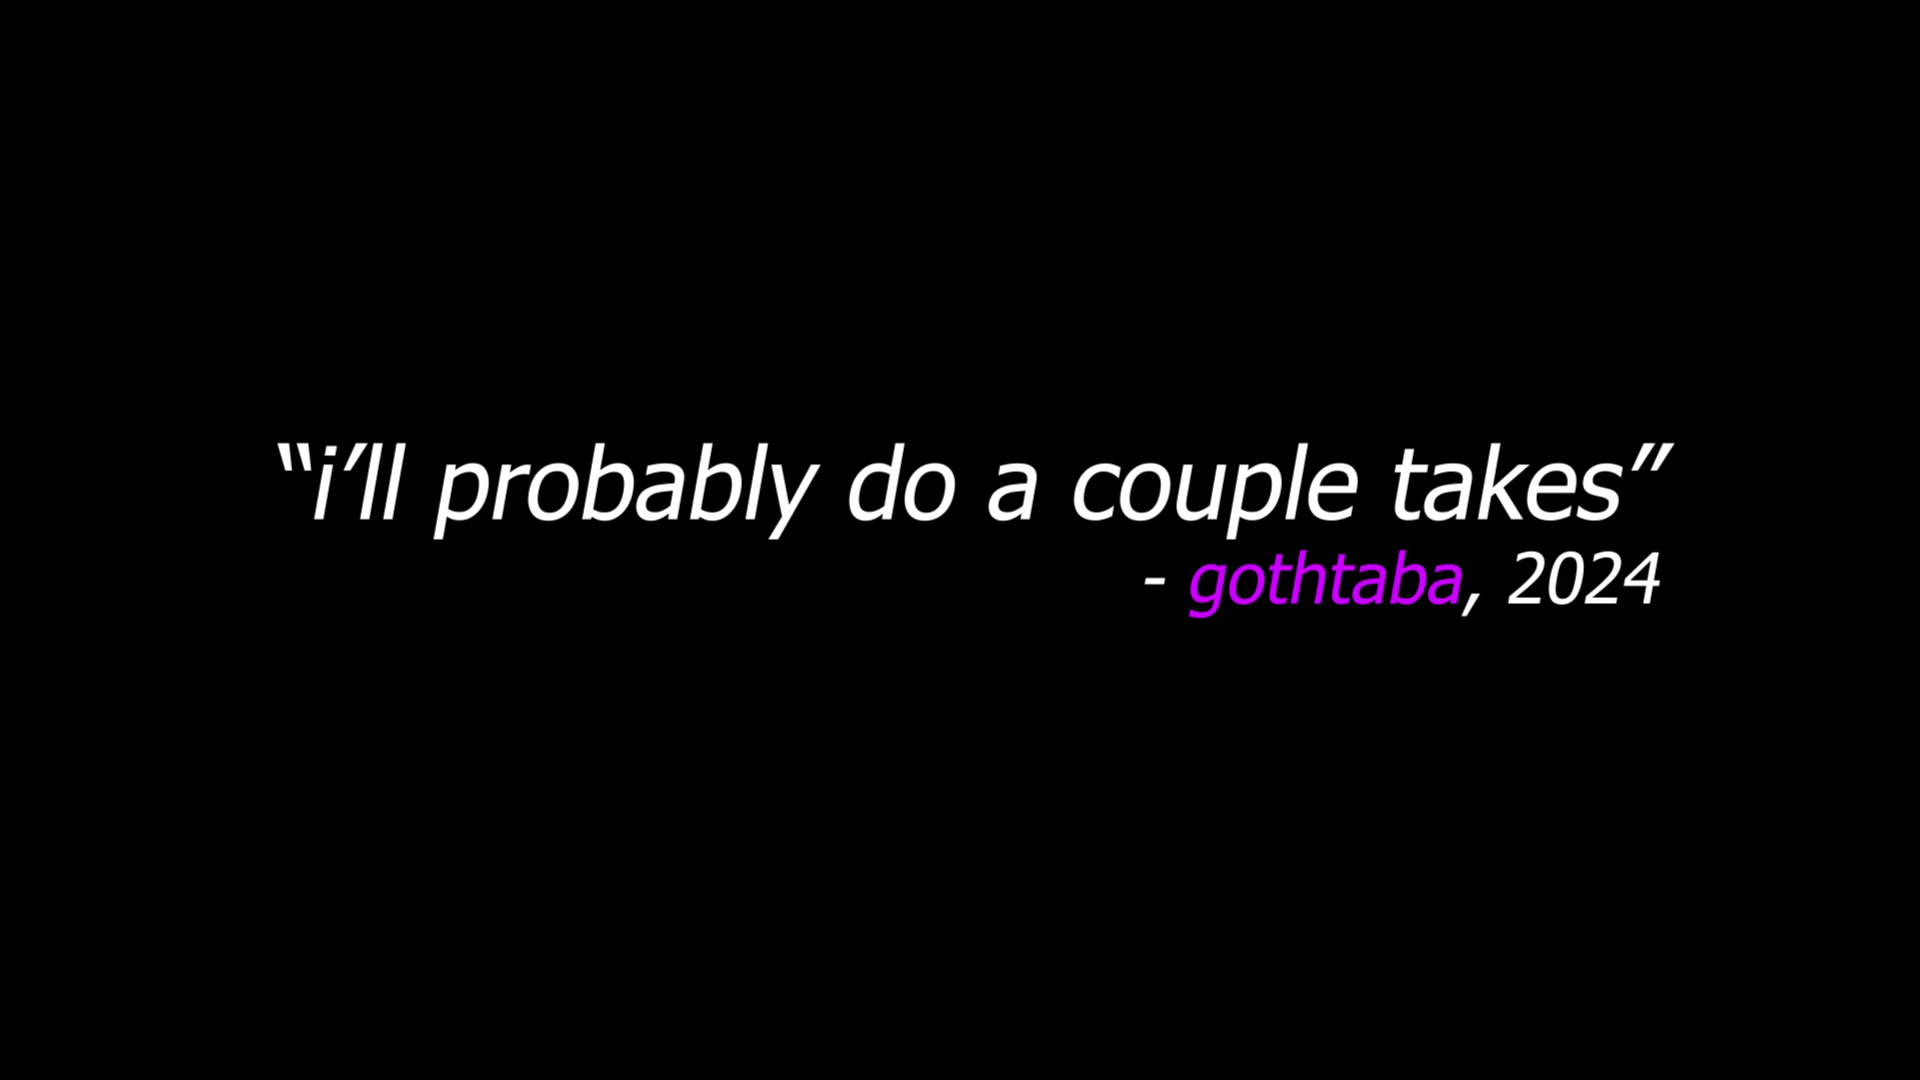 “i’ll probably do a couple takes”
- gothtaba, 2024